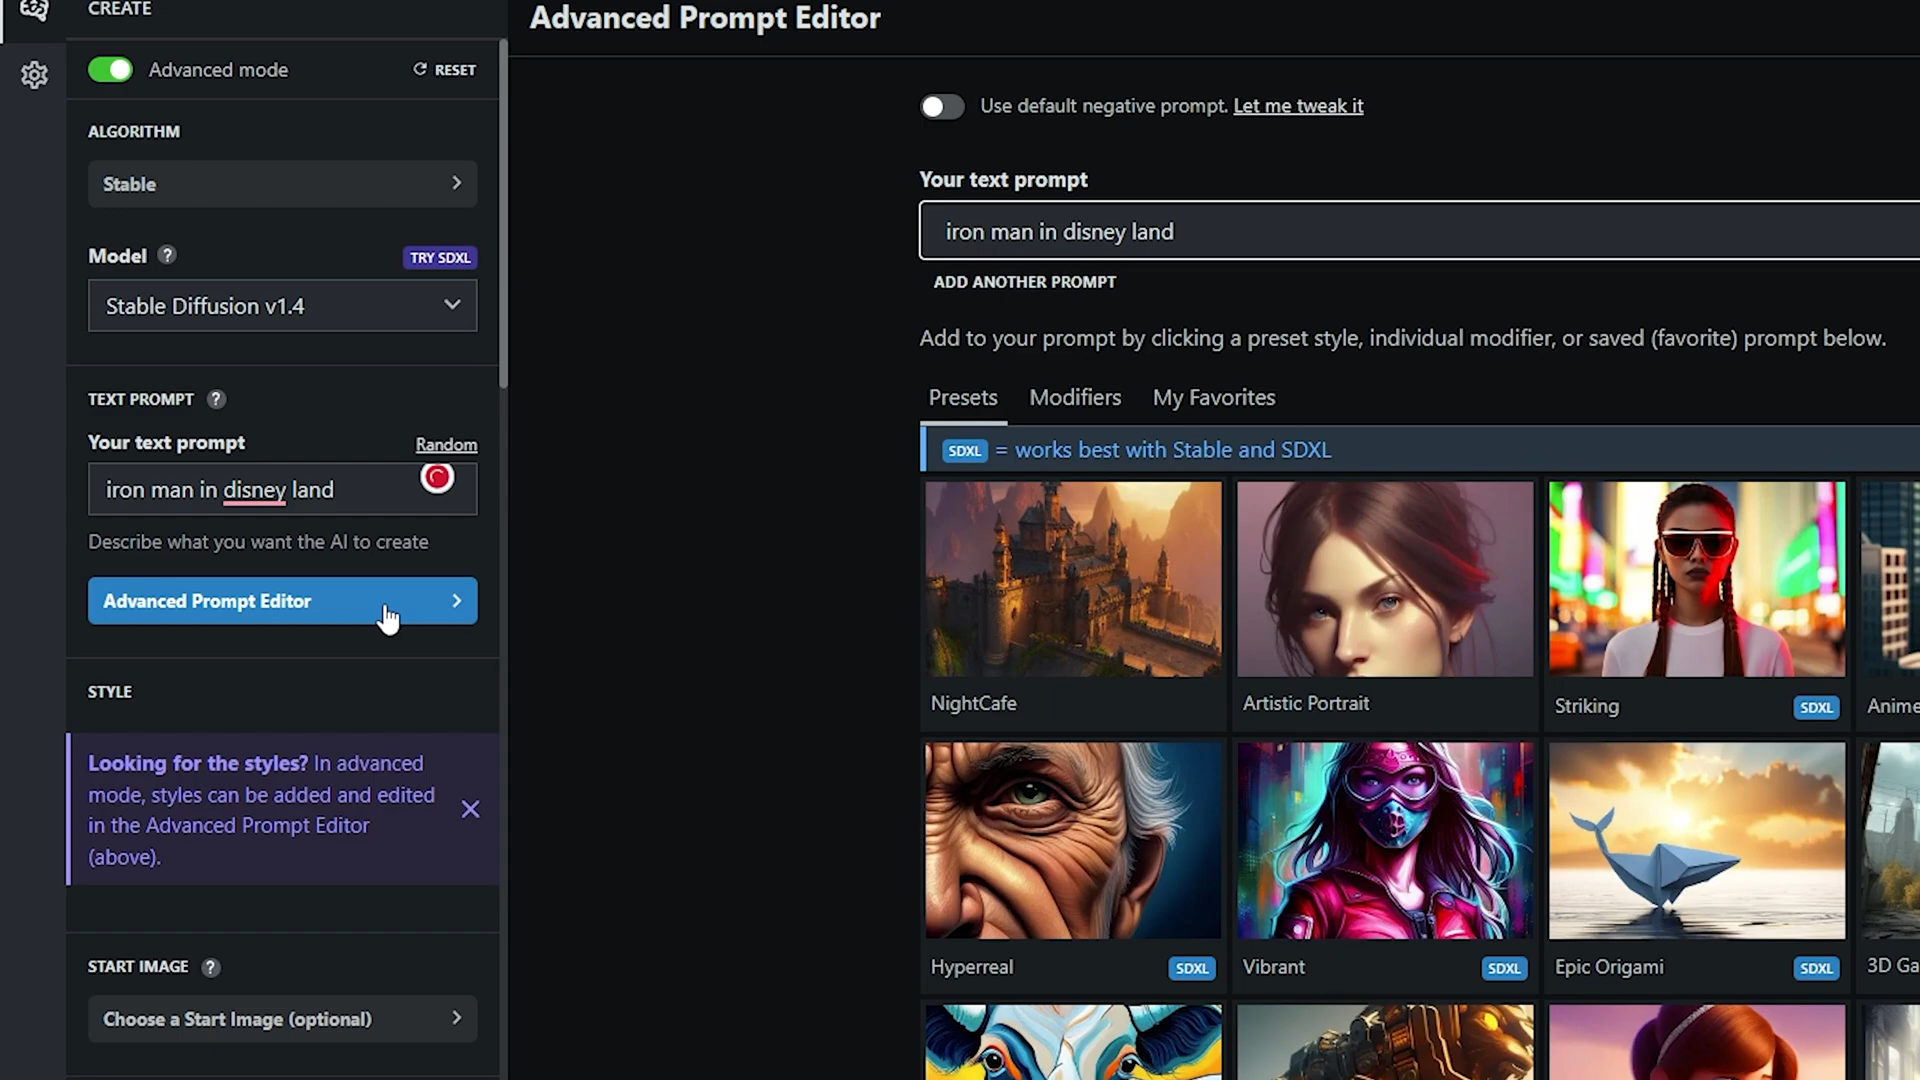 CREATE
Advanced mode
RESET
ALGORITHM
Stable
Model ?
TRY SDXL
Stable Diffusion v1.4
TEXT PROMPT ?
Your text prompt
Random
iron man in disney land
Describe what you want the AI to create
Advanced Prompt Editor
STYLE
Looking for the styles? In advanced
mode, styles can be added and edited
in the Advanced Prompt Editor
(above).
START IMAGE ?
Choose a Start Image (optional)
Advanced Prompt Editor
Use default negative prompt. Let me tweak it
Your text prompt
iron man in disney land
ADD ANOTHER PROMPT
Add to your prompt by clicking a preset style, individual modifier, or saved (favorite) prompt below.
Presets Modifiers My Favorites
SDXL = works best with Stable and SDXL
NightCafe
Artistic Portrait
Striking SDXL
Anime
Hyperreal SDXL
Vibrant SDXL
Epic Origami SDXL
3D Ga